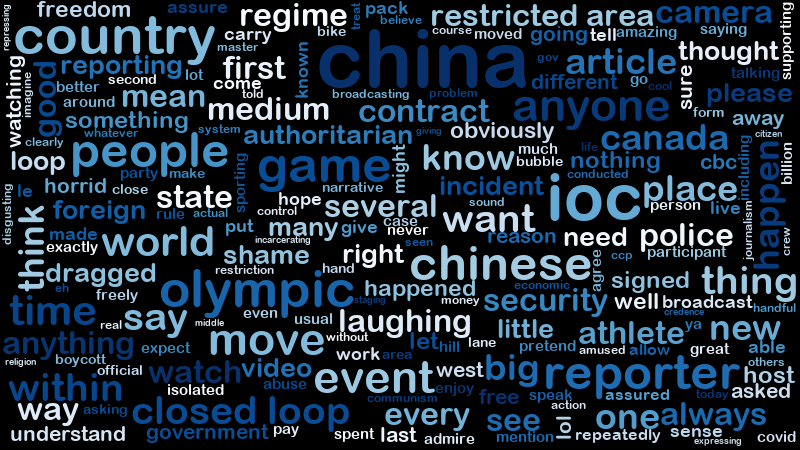 repressing freedom assure regime pack treat believe restricted area camera supporting
country carry bike master course moved going tell amazing saying
watching imagine reporting first known china gov article thought
good better lot second come told broadcasting problem different go cool sure talking
around mean medium contract anyone please
something whatever system authoritarian giving form away
clearly people party make obviously life canada citizen
loop game might know much bubble nothing cbc including billion
horrid close sporting narrative incident conducted happen
disgusting le state hope several sound ioc place journalism
think foreign rule actual control case never want person live crew
made put many give reason need police
exactly world incarcerating seen agree ccp participant
dragged shame right chinese signed thing
freely restriction hand olympic happened economic security well broadcast handful
time eh say even usual staging money little credence new
real middle move without laughing let hill lane athlete ya
anything expect work area pretend amused allow great able
religion boycott official watch video event west big reporter others host
within isolated abuse communism enjoy free speak assured today asked
way asking closed loop every see lol action one always
understand government pay spent last admire mention repeatedly sense expressing covid